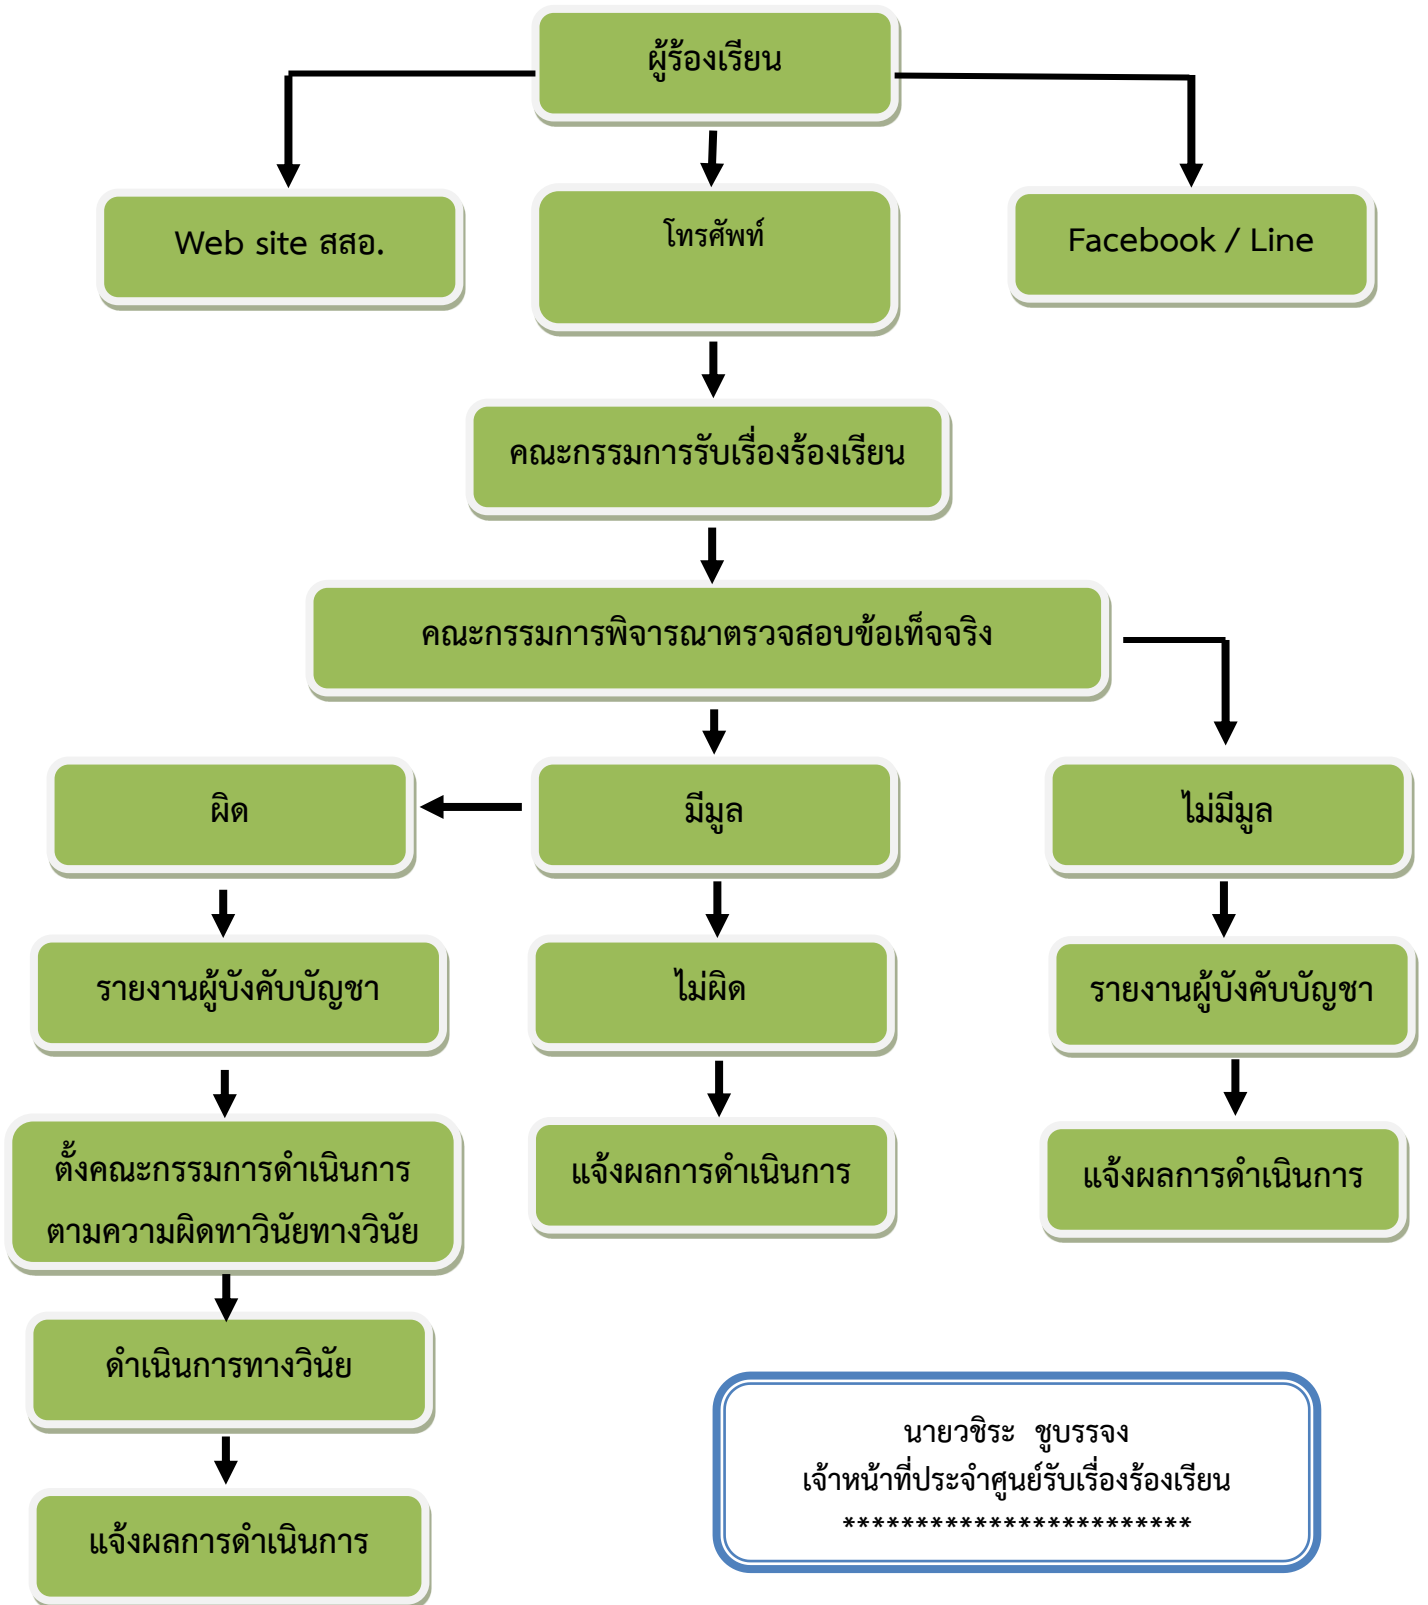 ผู้ร้องเรียน
Web site สสอ.
โทรศัพท์
Facebook / Line
คณะกรรมการรับเรื่องร้องเรียน
คณะกรรมการพิจารณาตรวจสอบข้อเท็จจริง
ผิด
มีมูล
ไม่มีมูล
รายงานผู้บังคับบัญชา
ไม่ผิด
รายงานผู้บังคับบัญชา
ตั้งคณะกรรมการดำเนินการ
ตามความผิดทาวินัยทางวินัย
แจ้งผลการดำเนินการ
แจ้งผลการดำเนินการ
ดำเนินการทางวินัย
แจ้งผลการดำเนินการ
นายวชิระ ชูบรรจง
เจ้าหน้าที่ประจำศูนย์รับเรื่องร้องเรียน
************************